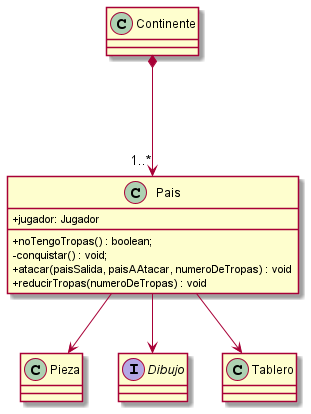 C Continente
1..*
C Pais
+jugador: Jugador
+noTengoTropas() : boolean;
-conquistar() : void;
+atacar(paisSalida, paisAAtacar, numeroDeTropas) : void
+reducirTropas(numeroDeTropas) : void
C Pieza I Dibujo C Tablero